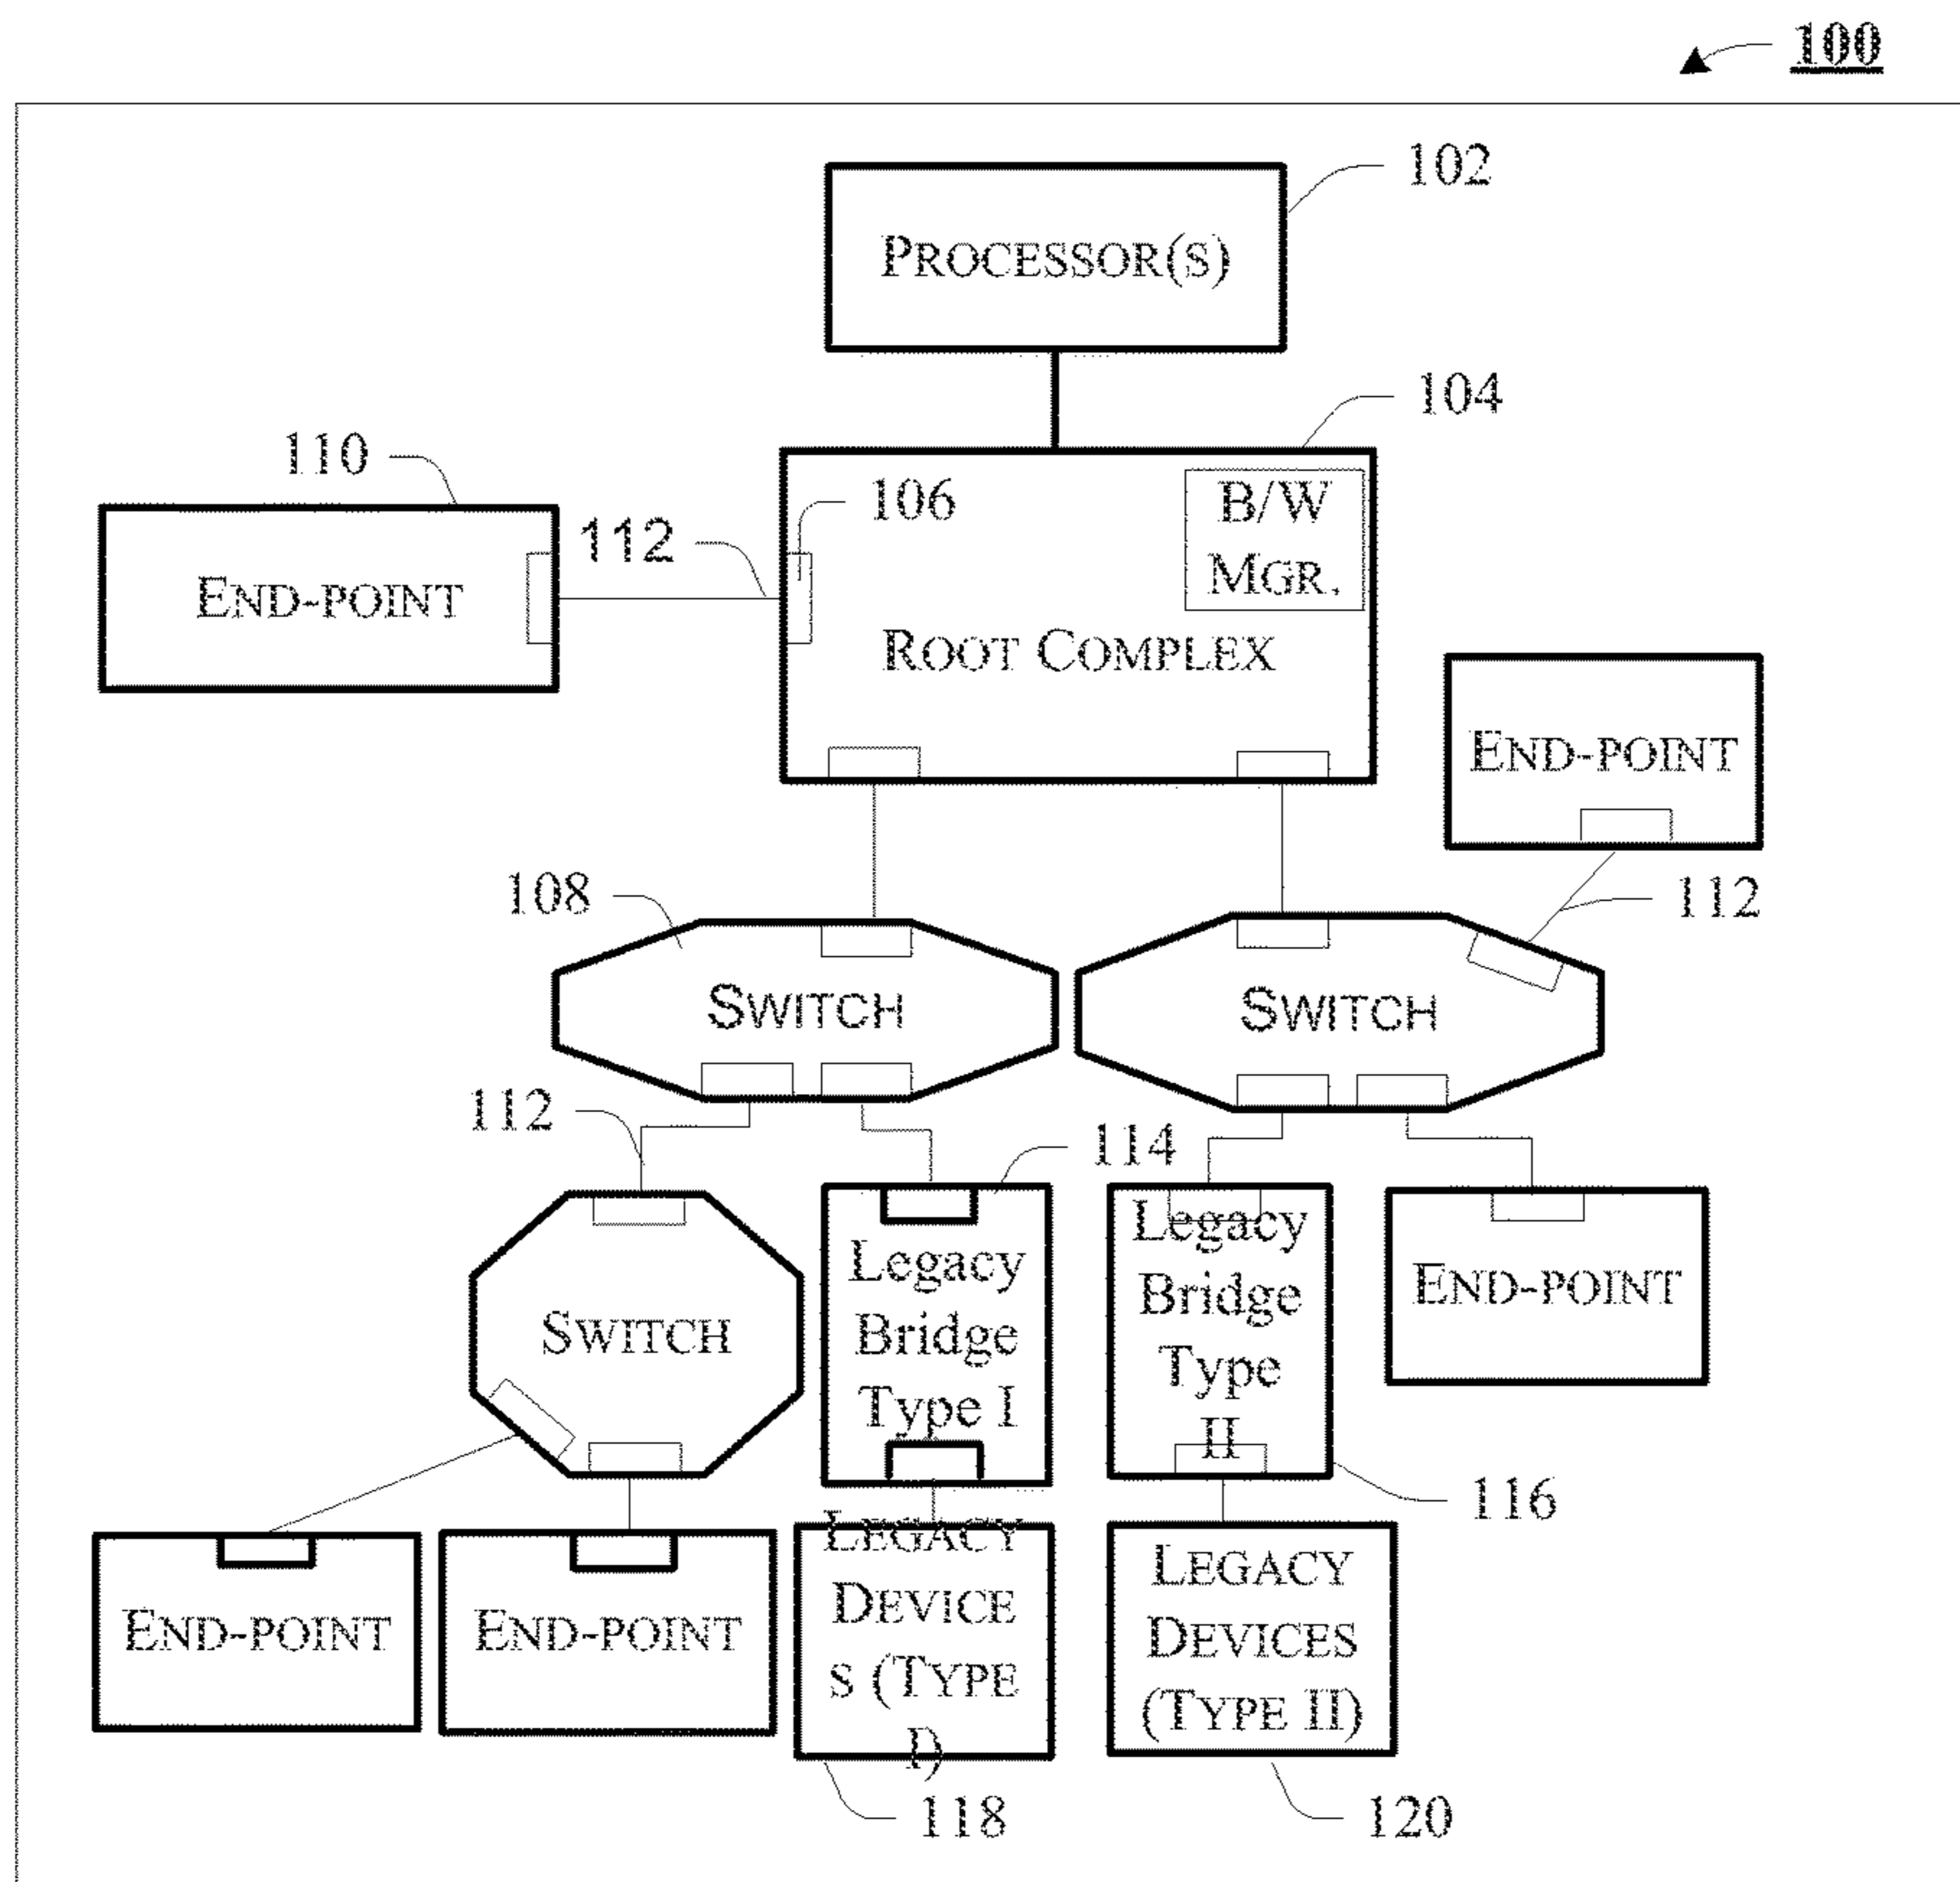 100
102
PROCESSOR(S)
104
110
106
B/W
MGR.
112
END-POINT
ROOT COMPLEX
END-POINT
108
112
SWITCH
SWITCH
112
114
Legacy
Bridge
Type I
Legacy
Bridge
Type
II
END-POINT
SWITCH
116
END-POINT
END-POINT
LEGACY
DEVICE
S (TYPE
I)
LEGACY
DEVICES
(TYPE II)
118
120